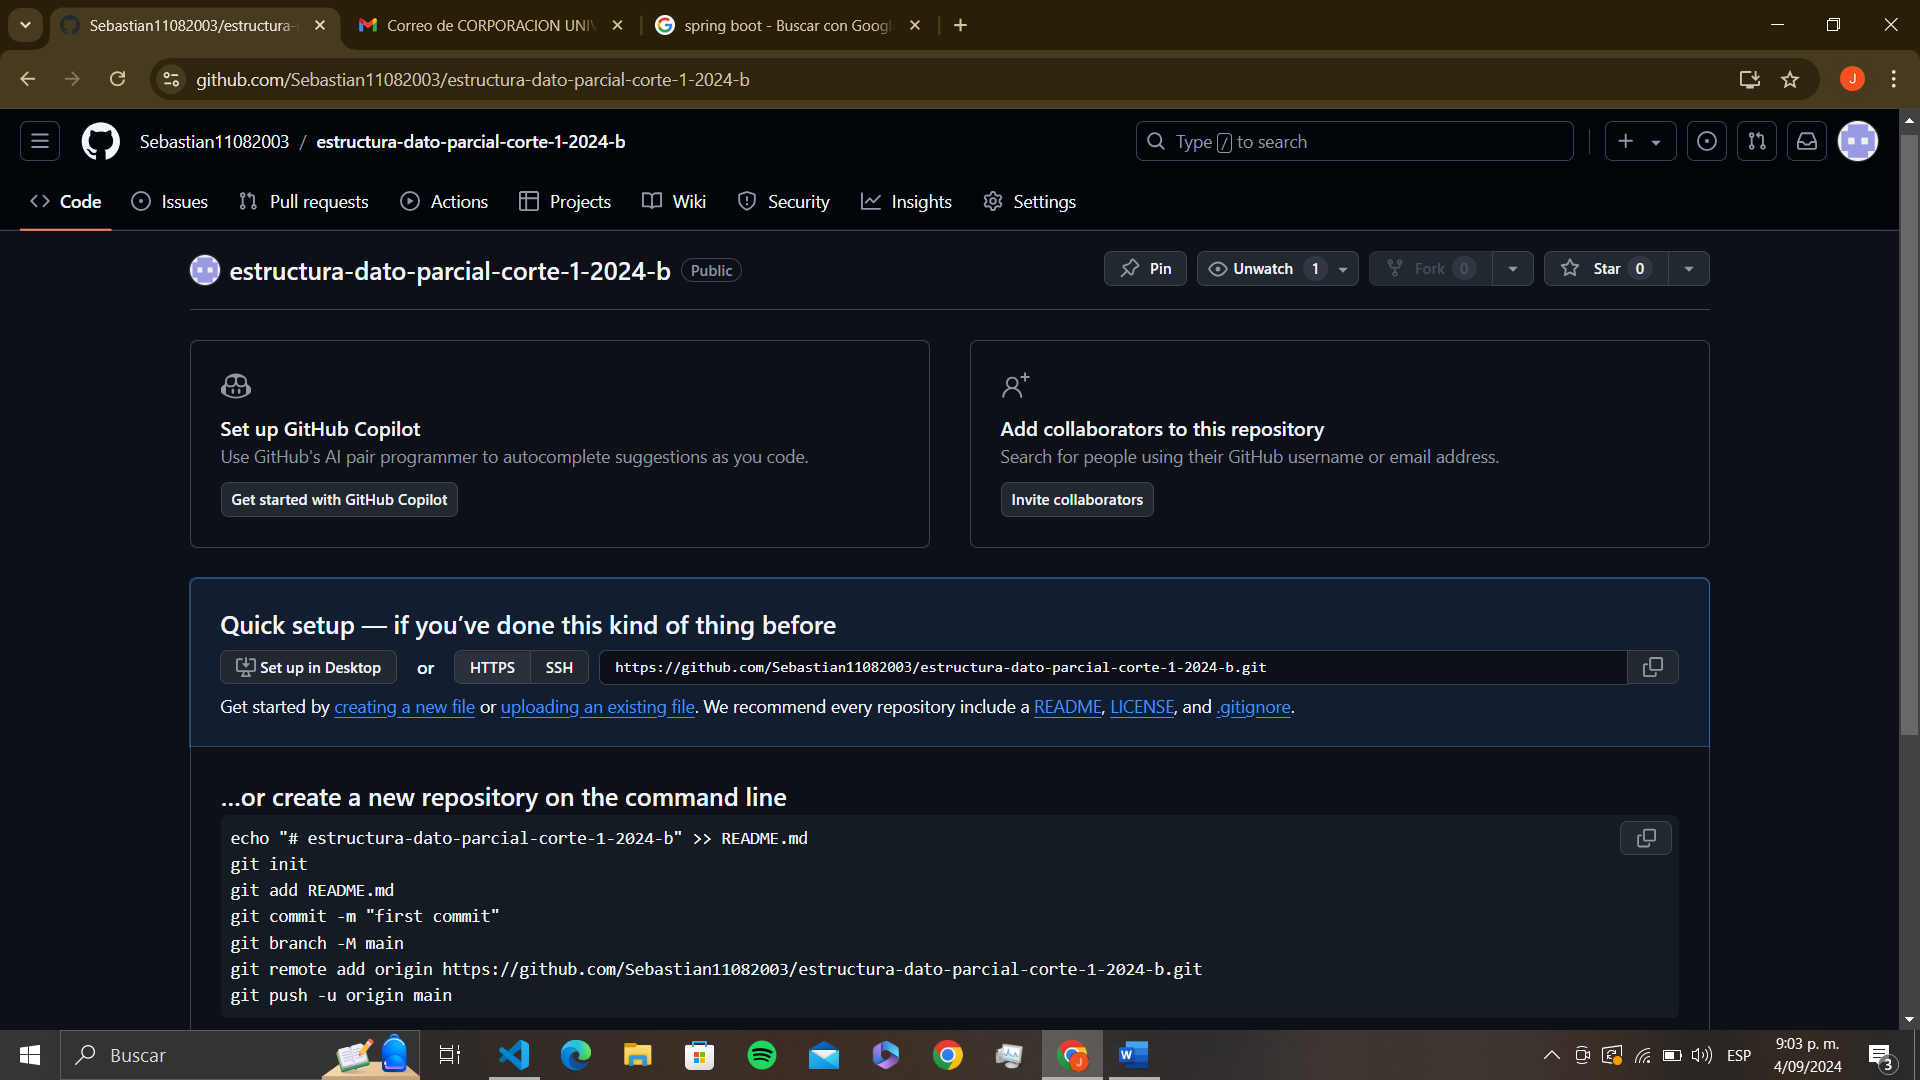 Sebastian11082003/estructura-
Correo de CORPORACION UNIV
spring boot - Buscar con Googl
github.com/Sebastian11082003/estructura-dato-parcial-corte-1-2024-b
J
Sebastian11082003 / estructura-dato-parcial-corte-1-2024-b
Type / to search
Code Issues Pull requests Actions Projects Wiki Security Insights Settings
estructura-dato-parcial-corte-1-2024-b Public
Pin Unwatch 1 Fork 0 Star 0
Set up GitHub Copilot
Use GitHub's AI pair programmer to autocomplete suggestions as you code.
Get started with GitHub Copilot
Add collaborators to this repository
Search for people using their GitHub username or email address.
Invite collaborators
Quick setup — if you’ve done this kind of thing before
Set up in Desktop or HTTPS SSH https://github.com/Sebastian11082003/estructura-dato-parcial-corte-1-2024-b.git
Get started by creating a new file or uploading an existing file. We recommend every repository include a README, LICENSE, and .gitignore.
…or create a new repository on the command line
echo "# estructura-dato-parcial-corte-1-2024-b" >> README.md
git init
git add README.md
git commit -m "first commit"
git branch -M main
git remote add origin https://github.com/Sebastian11082003/estructura-dato-parcial-corte-1-2024-b.git
git push -u origin main
Buscar
ESP
9:03 p. m.
4/09/2024
3